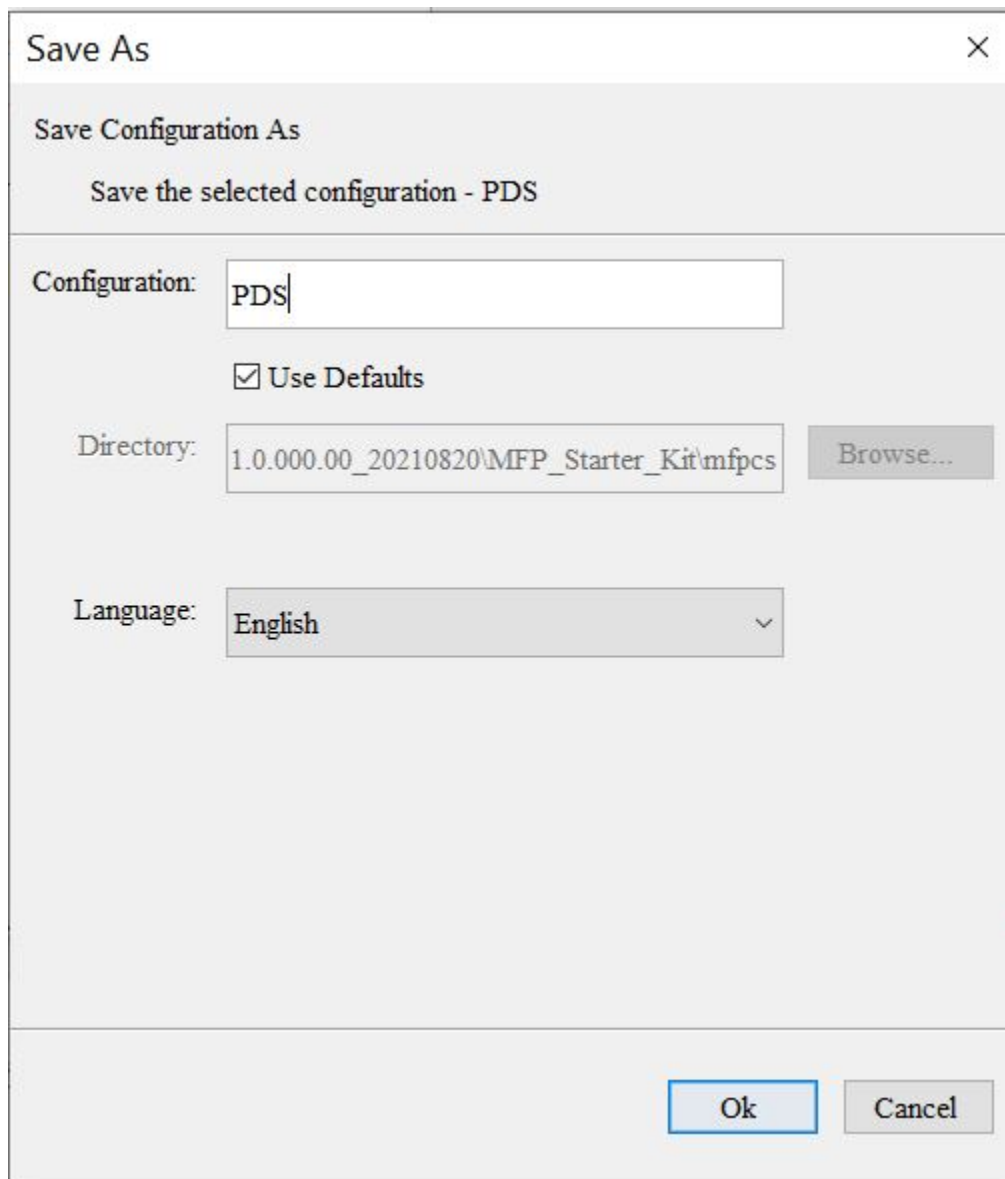 Save As
Save Configuration As
Save the selected configuration - PDS
Configuration: PDS
Use Defaults
Directory: 1.0.000.00_20210820\MFP_Starter_Kit\mfpcs Browse...
Language: English
Ok Cancel